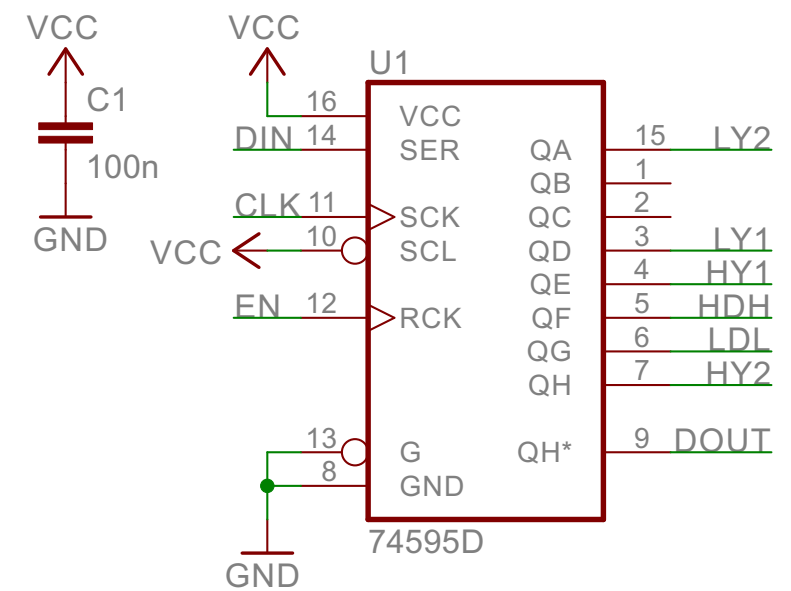 VCC
C1
100n
GND
VCC
U1
16 VCC
DIN 14 SER
CLK 11 SCK
VCC 10 SCL
EN 12 RCK
13 G
8 GND
GND
QA 15 LY2
QB 1
QC 2
QD 3 LY1
QE 4 HY1
QF 5 HDH
QG 6 LDL
QH 7 HY2
QH* 9 DOUT
74595D